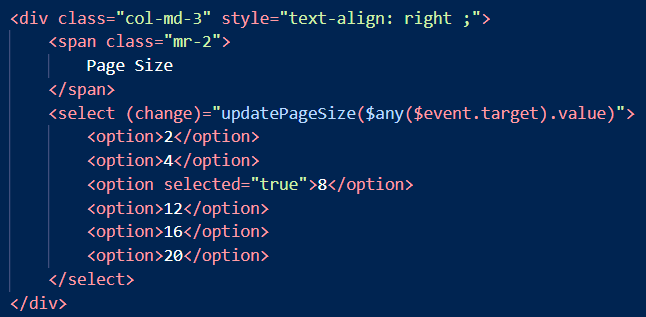 <div class="col-md-3" style="text-align: right ;">
    <span class="mr-2">
        Page Size
    </span>
    <select (change)="updatePageSize($any($event.target).value)">
        <option>2</option>
        <option>4</option>
        <option selected="true">8</option>
        <option>12</option>
        <option>16</option>
        <option>20</option>
    </select>
</div>